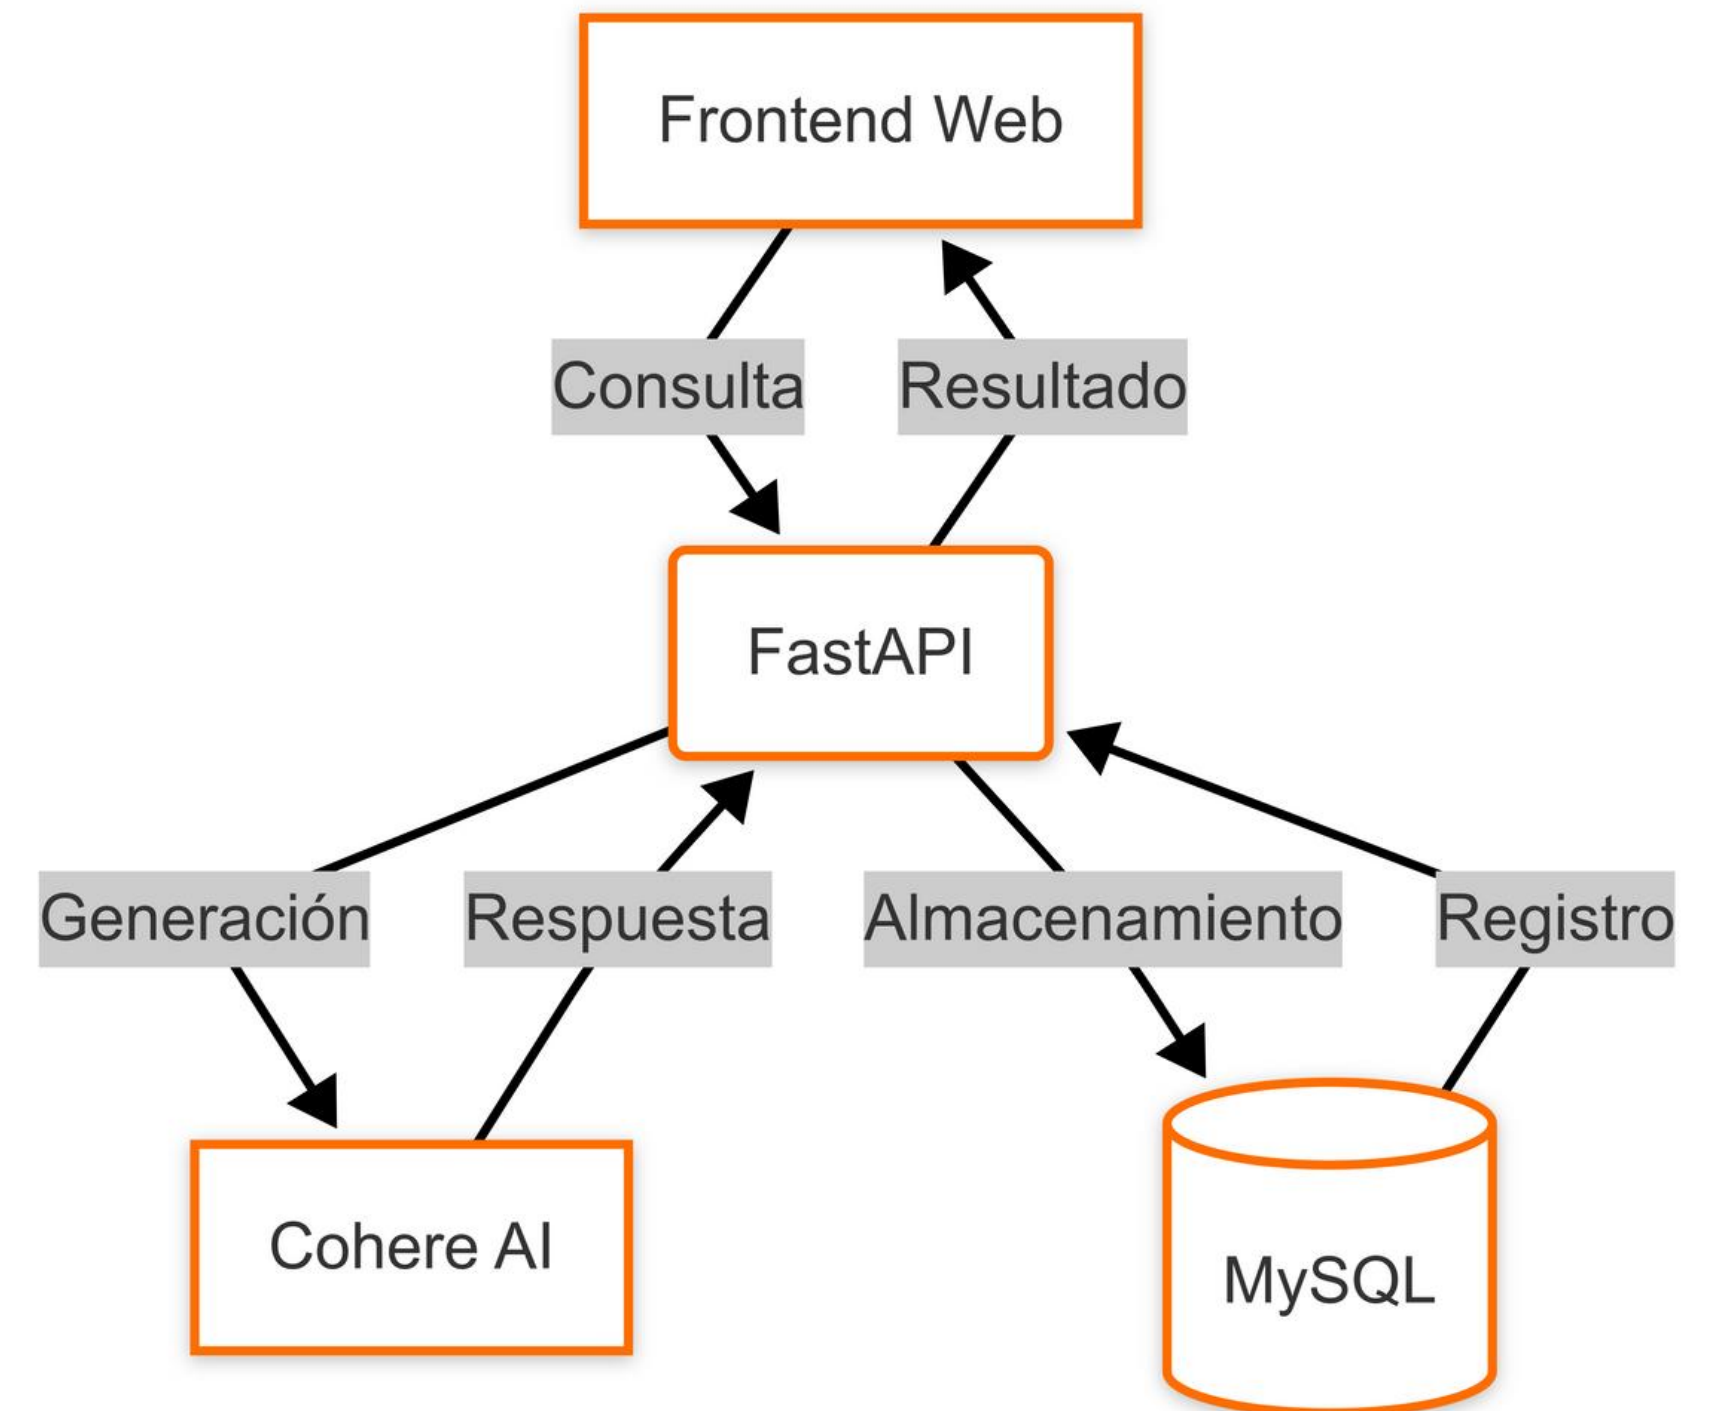 Frontend Web
Consulta
Resultado
FastAPI
Generación
Respuesta
Almacenamiento
Registro
Cohere AI
MySQL